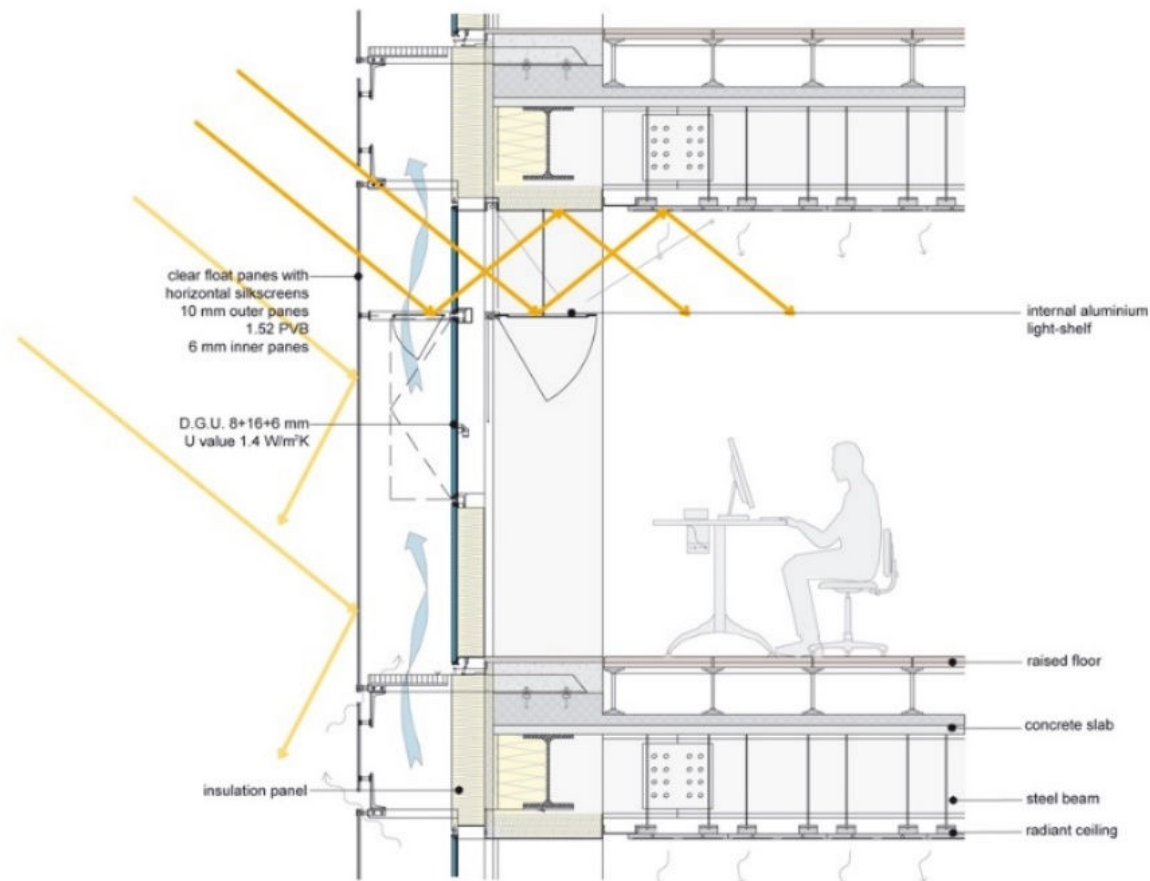 clear float panes with
horizontal silkscreens
10 mm outer panes
1.52 PVB
6 mm inner panes
internal aluminium
light-shelf
D.G.U. 8+16+6 mm
U value 1.4 W/m²K
raised floor
concrete slab
insulation panel
steel beam
radiant ceiling